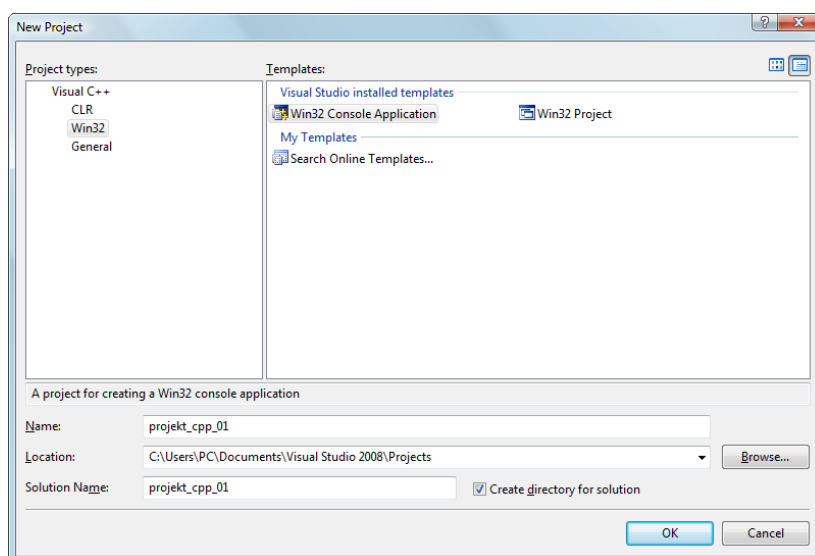 New Project
Project types:
Templates:
Visual C++
CLR
Win32
General
Visual Studio installed templates
Win32 Console Application
Win32 Project
My Templates
Search Online Templates...
A project for creating a Win32 console application
Name: projekt_cpp_01
Location: C:\Users\PC\Documents\Visual Studio 2008\Projects Browse...
Solution Name: projekt_cpp_01 Create directory for solution
OK Cancel